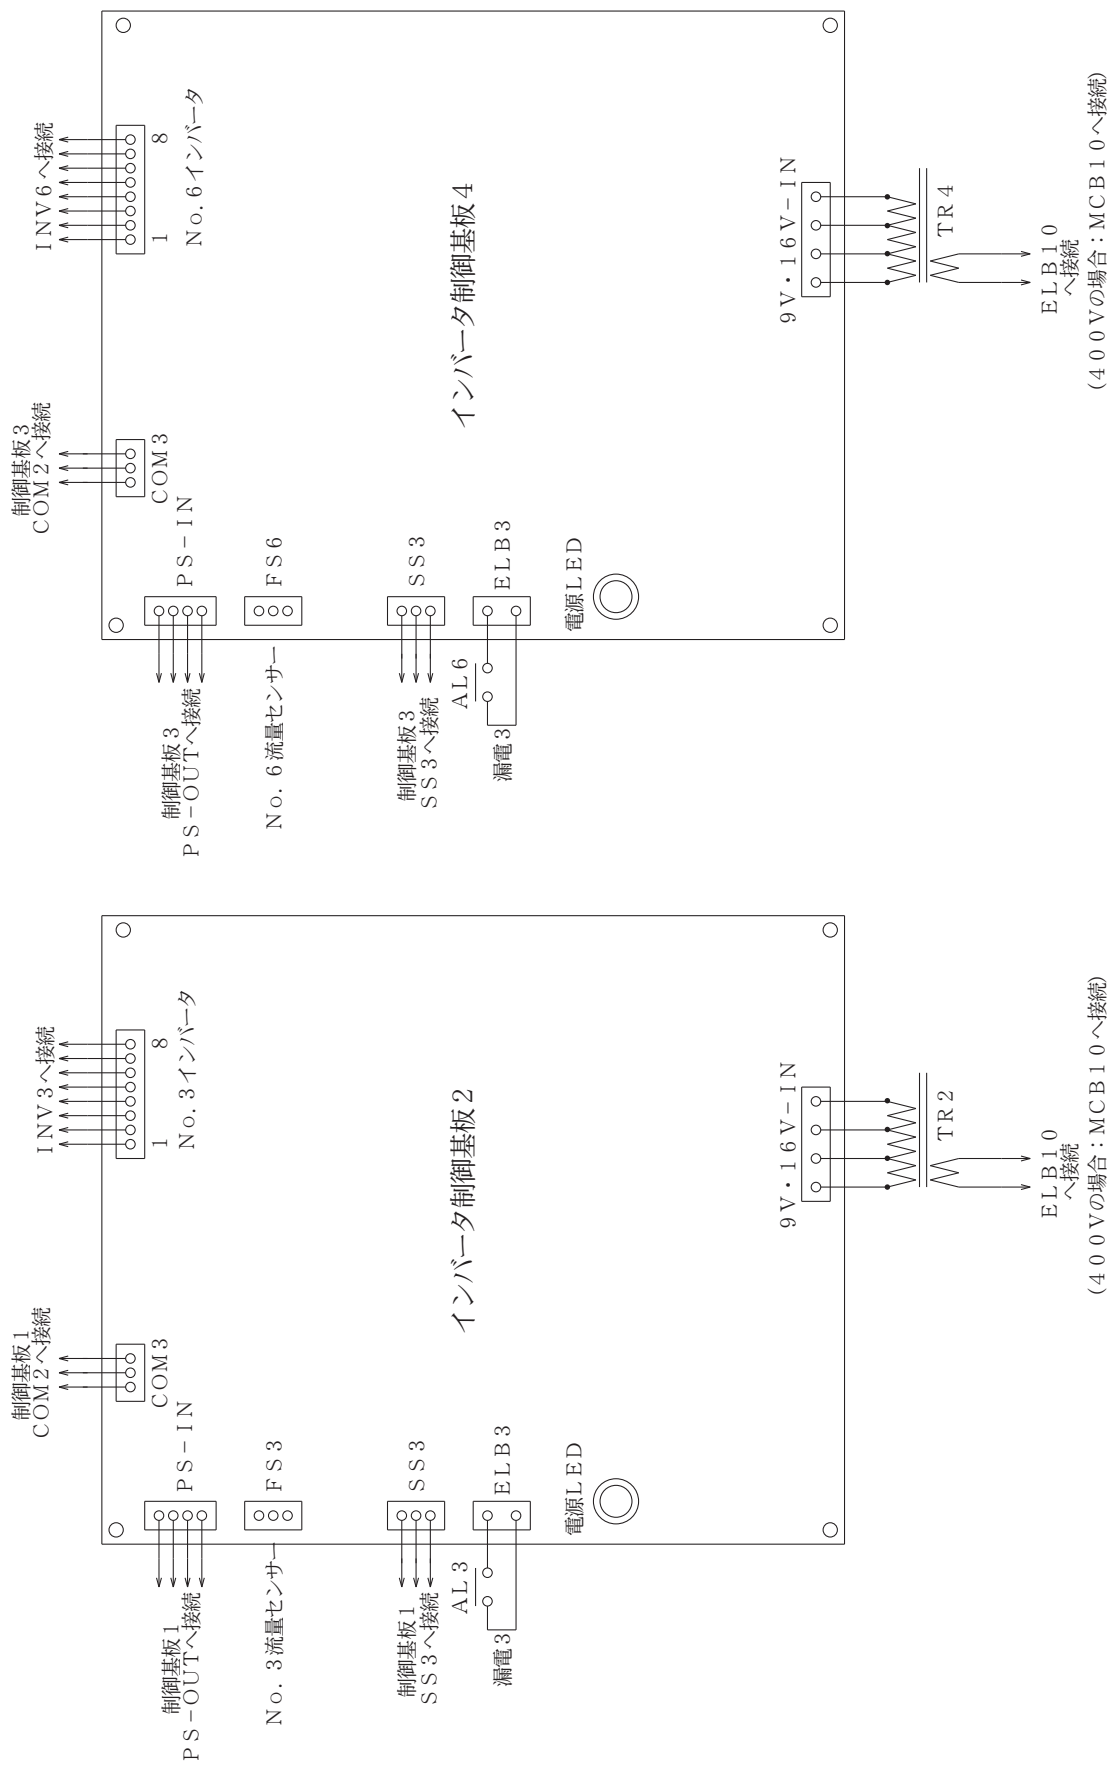 制御基板1
PS-OUTへ接続
PS-IN
制御基板1
COM2へ接続
COM3
INV3へ接続
1
8
No.3インバータ
No.3流量センサー
FS3
制御基板1
SS3へ接続
SS3
インバータ制御基板2
AL3
漏電3
ELB3
電源LED
9V・16V-IN
TR2
ELB10
へ接続
(400Vの場合：MCB10へ接続)
制御基板3
PS-OUTへ接続
PS-IN
制御基板3
COM2へ接続
COM3
INV6へ接続
1
8
No.6インバータ
No.6流量センサー
FS6
制御基板3
SS3へ接続
SS3
インバータ制御基板4
AL6
漏電3
ELB3
電源LED
9V・16V-IN
TR4
ELB10
へ接続
(400Vの場合：MCB10へ接続)